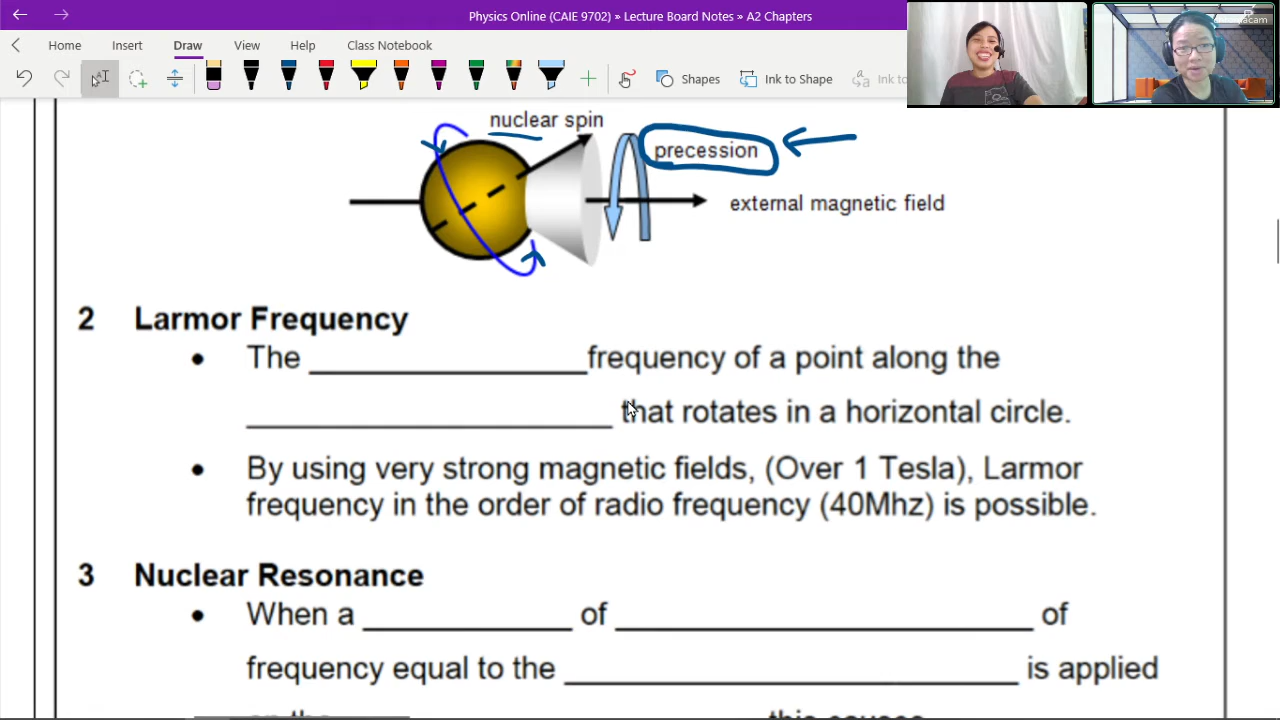 Physics Online (CAIE 9702) » Lecture Board Notes » A2 Chapters
Home Insert Draw View Help Class Notebook
Shapes Ink to Shape Ink to
nuclear spin
precession
external magnetic field
2 Larmor Frequency
• The ________________ frequency of a point along the
_____________________ that rotates in a horizontal circle.
• By using very strong magnetic fields, (Over 1 Tesla), Larmor
frequency in the order of radio frequency (40Mhz) is possible.
3 Nuclear Resonance
• When a ____________ of ________________________ of
frequency equal to the __________________________ is applied